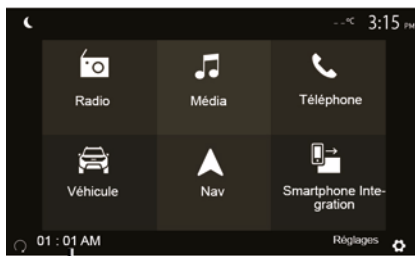 --°C 3:15 PM
Radio
Média
Téléphone
Véhicule
Nav
Smartphone Inte-
gration
01 : 01 AM
Réglages